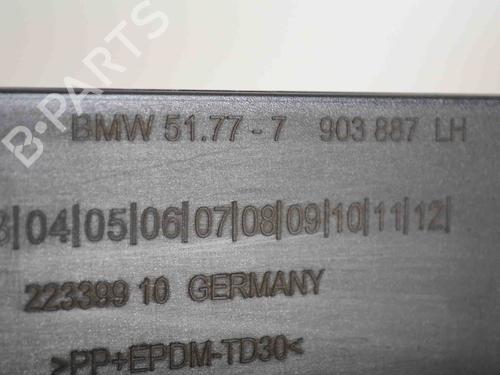 BMW 51.77 - 7 903 887 LH
|04|05|06|07|08|09|10|11|12|
223399 10 GERMANY
>PP+EPDM-TD30<
B-PARTS